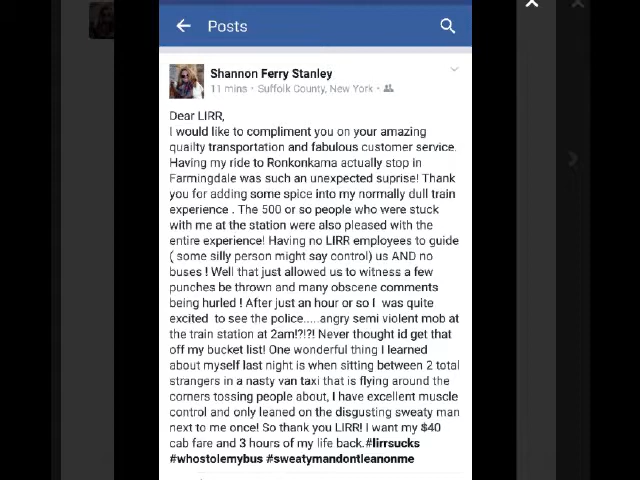 Posts
Shannon Ferry Stanley
11 mins · Suffolk County, New York ·
Dear LIRR,
I would like to compliment you on your amazing
quailty transportation and fabulous customer service.
Having my ride to Ronkonkama actually stop in
Farmingdale was such an unexpected suprise! Thank
you for adding some spice into my normally dull train
experience . The 500 or so people who were stuck
with me at the station were also pleased with the
entire experience! Having no LIRR employees to guide
( some silly person might say control) us AND no
buses ! Well that just allowed us to witness a few
punches be thrown and many obscene comments
being hurled ! After just an hour or so I  was quite
excited  to see the police.....angry semi violent mob at
the train station at 2am!?!?! Never thought id get that
off my bucket list! One wonderful thing I learned
about myself last night is when sitting between 2 total
strangers in a nasty van taxi that is flying around the
corners tossing people about, I have excellent muscle
control and only leaned on the disgusting sweaty man
next to me once! So thank you LIRR! I want my $40
cab fare and 3 hours of my life back.#lirrsucks
#whostolemybus #sweatymandontleanonme